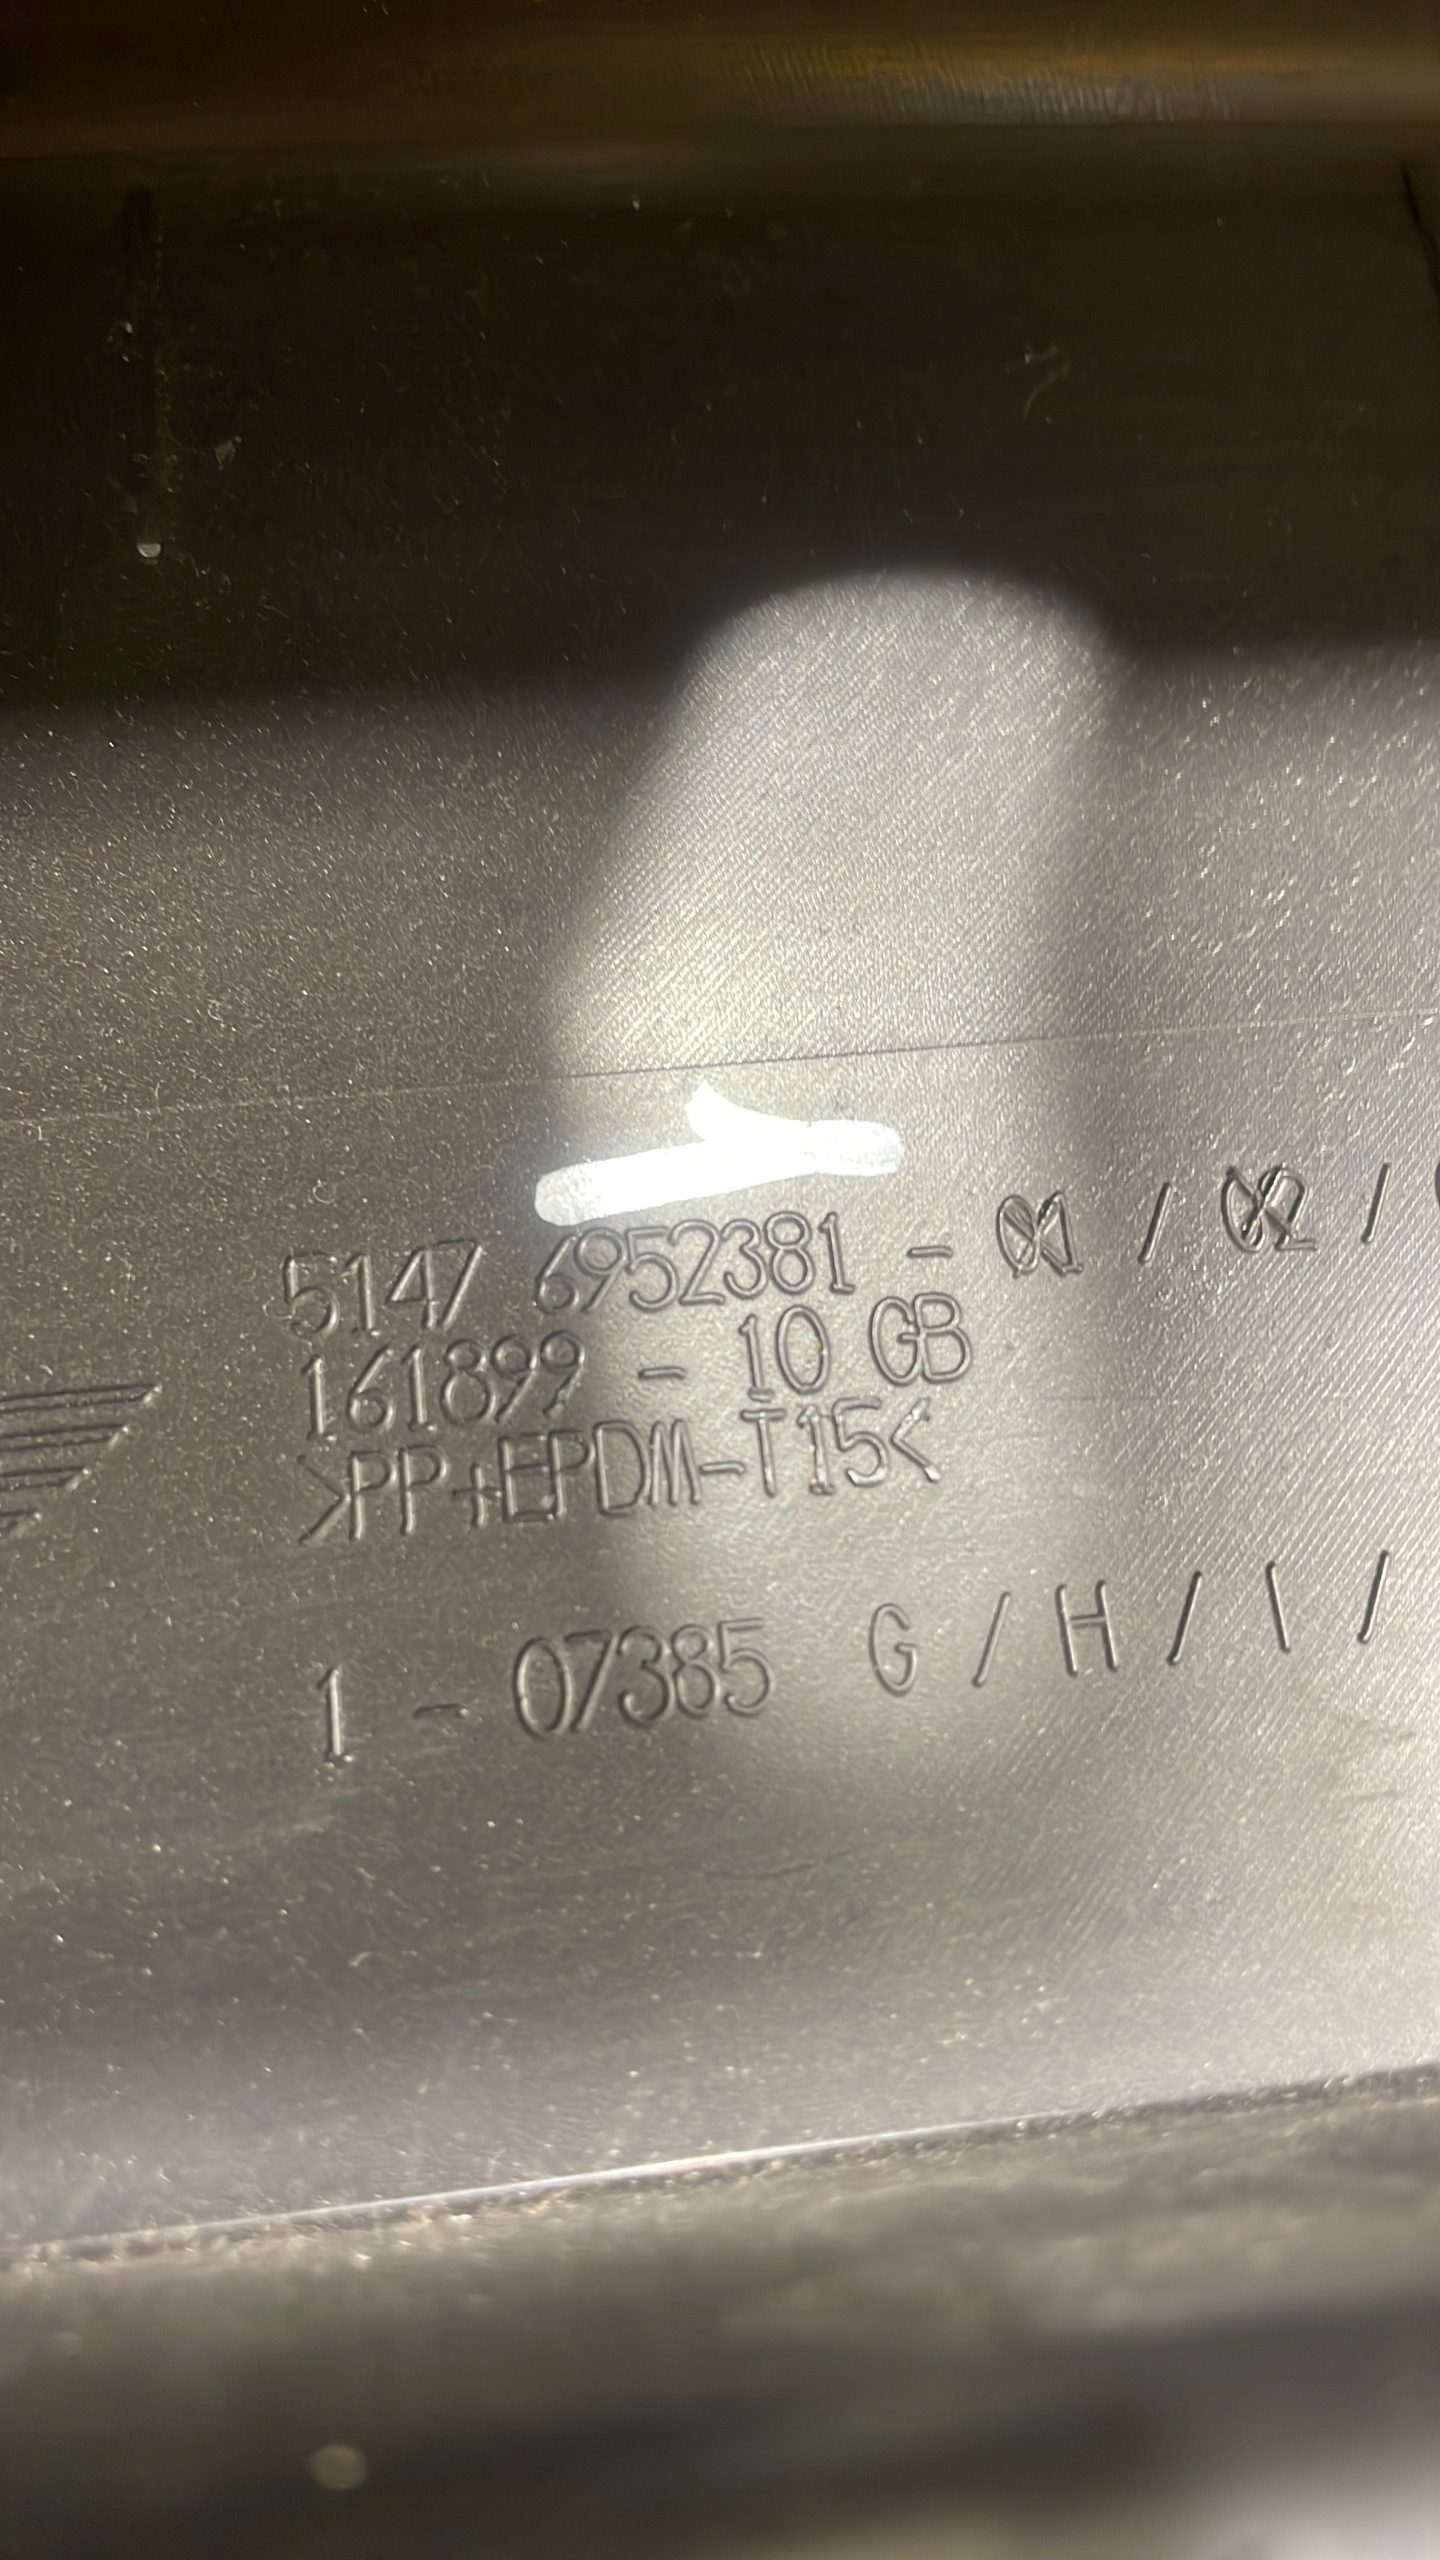 5147 6952381 - 01 / 02 /
161899 - 10 GB
>PP+EPDM-T15<
1 - 07385 G / H / I /